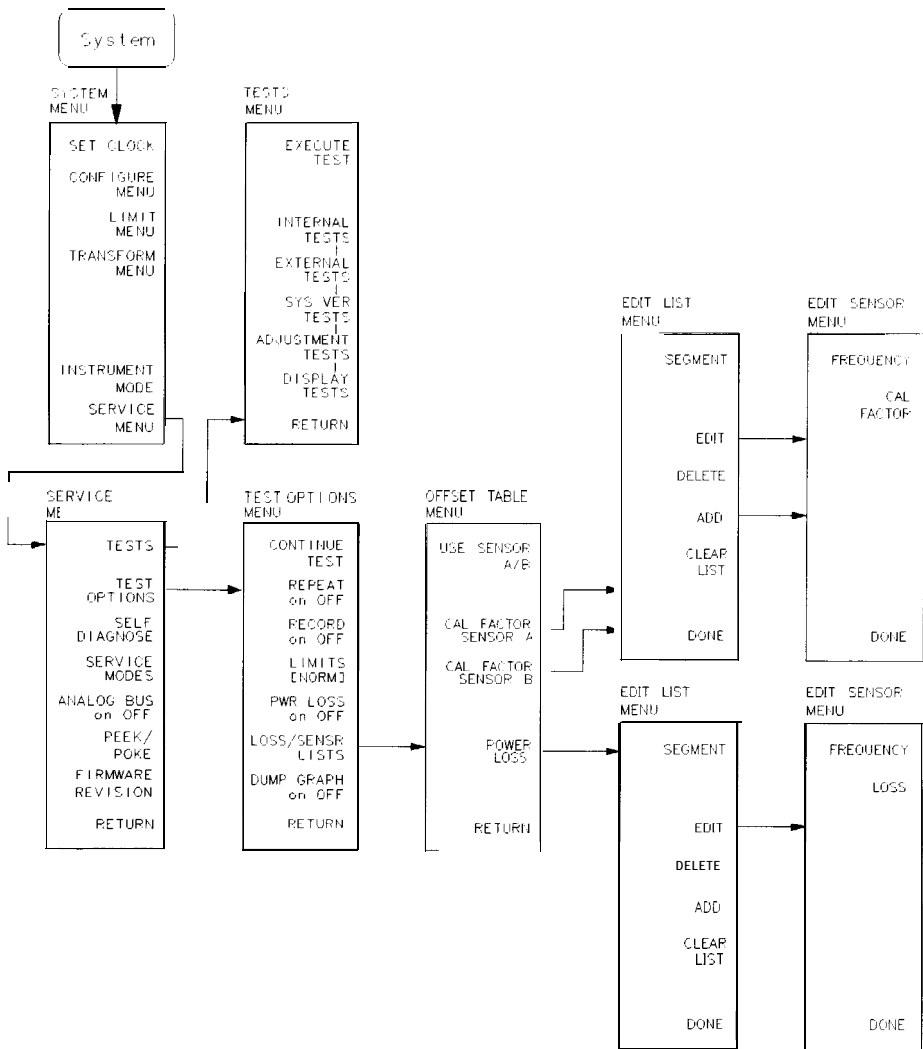 System
SYSTEM
MENU
SET CLOCK
CONFIGURE
MENU
LIMIT
MENU
TRANSFORM
MENU
INSTRUMENT
MODE
SERVICE
MENU
TESTS
MENU
EXECUTE
TEST
INTERNAL
TESTS
EXTERNAL
TESTS
SYS VER
TESTS
ADJUSTMENT
TESTS
DISPLAY
TESTS
RETURN
SERVICE
ME
TESTS
TEST
OPTIONS
SELF
DIAGNOSE
SERVICE
MODES
ANALOG BUS
on OFF
PEEK/
POKE
FIRMWARE
REVISION
RETURN
TEST OPTIONS
MENU
CONTINUE
TEST
REPEAT
on OFF
RECORD
on OFF
LIMITS
[NORM]
PWR LOSS
on OFF
LOSS/SENSR
LISTS
DUMP GRAPH
on OFF
RETURN
OFFSET TABLE
MENU
USE SENSOR
A/B
CAL FACTOR
SENSOR A
CAL FACTOR
SENSOR B
POWER
LOSS
RETURN
EDIT LIST
MENU
SEGMENT
EDIT
DELETE
ADD
CLEAR
LIST
DONE
EDIT SENSOR
MENU
FREQUENCY
CAL
FACTOR
DONE
EDIT LIST
MENU
SEGMENT
EDIT
DELETE
ADD
CLEAR
LIST
DONE
EDIT SENSOR
MENU
FREQUENCY
LOSS
DONE